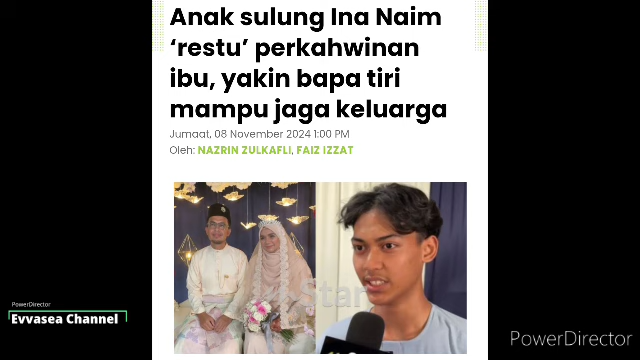 Anak sulung Ina Naim
‘restu’ perkahwinan
ibu, yakin bapa tiri
mampu jaga keluarga
Jumaat, 08 November 2024 1:00 PM
Oleh: NAZRIN ZULKAFLI, FAIZ IZZAT
Star
PowerDirector
Evvasea Channel
PowerDirector